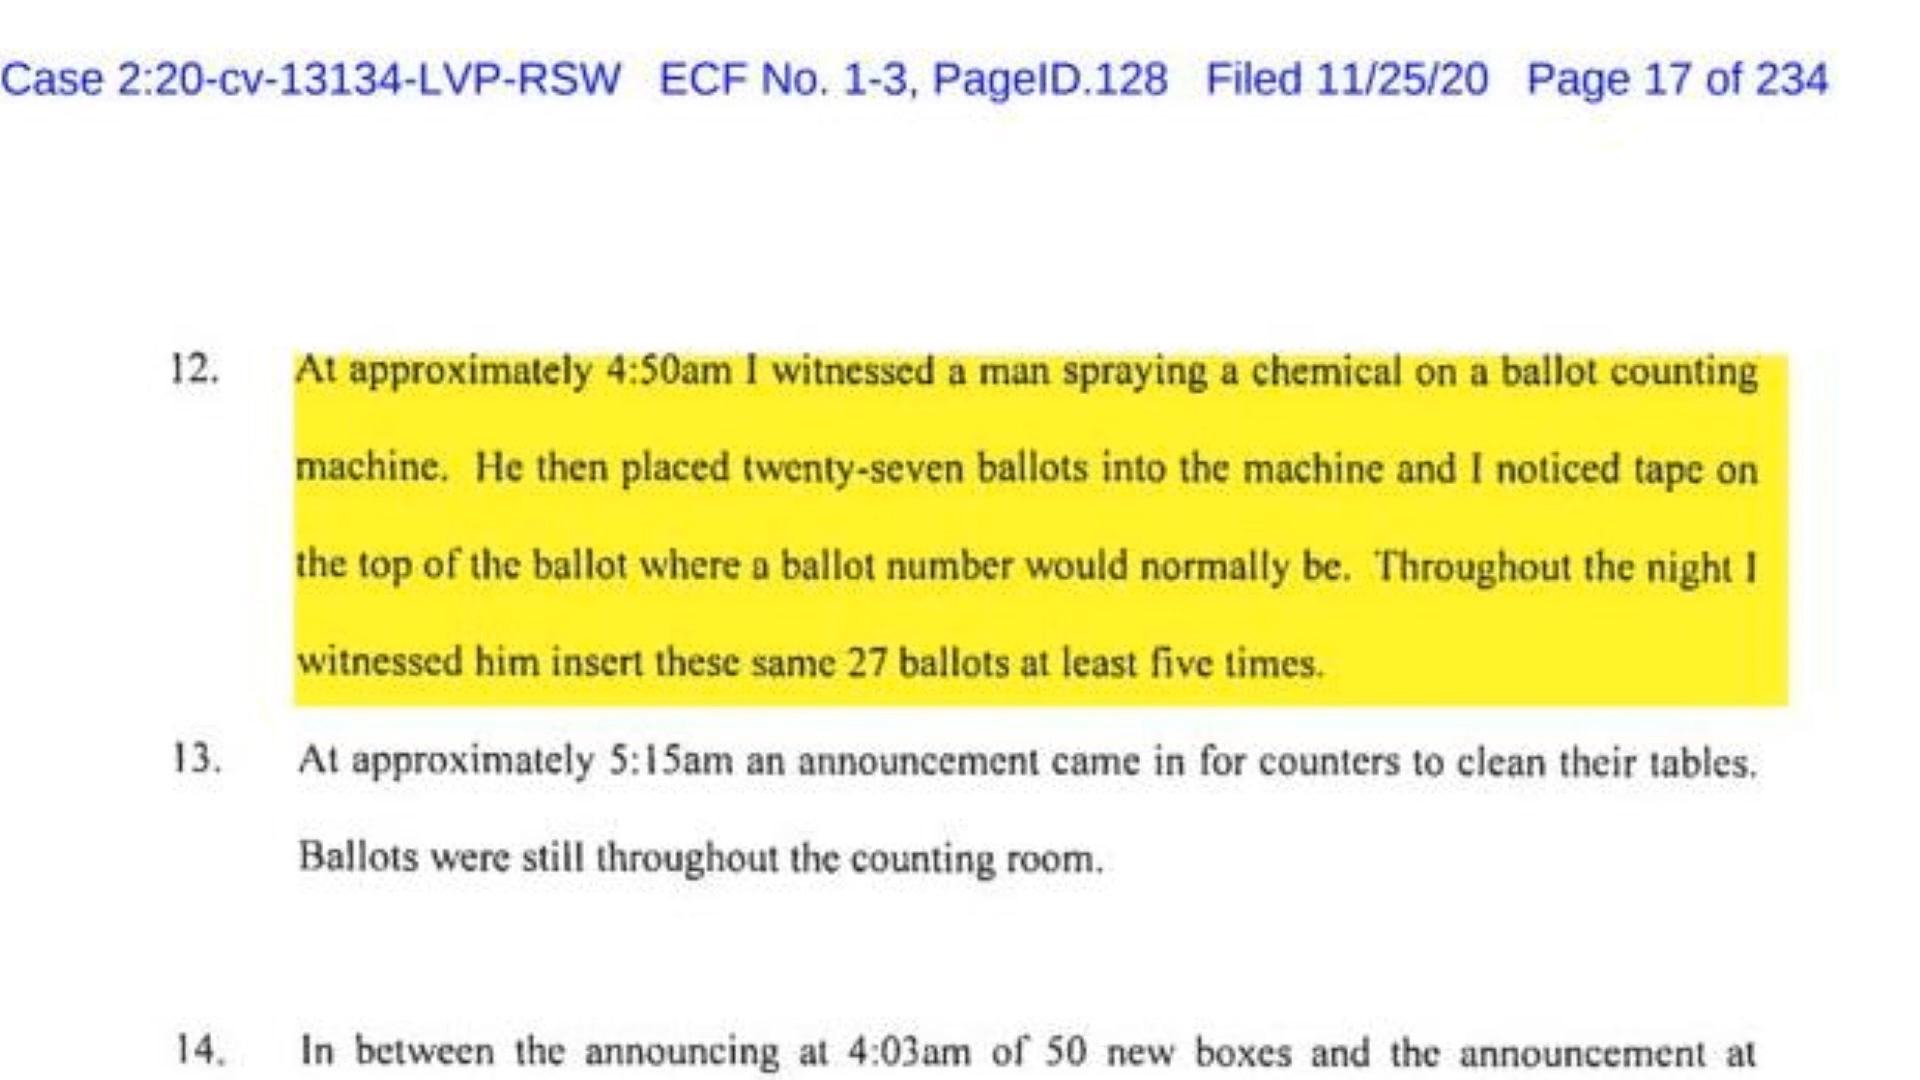 Case 2:20-cv-13134-LVP-RSW ECF No. 1-3, PageID.128 Filed 11/25/20 Page 17 of 234
12. At approximately 4:50am I witnessed a man spraying a chemical on a ballot counting
machine. He then placed twenty-seven ballots into the machine and I noticed tape on
the top of the ballot where a ballot number would normally be. Throughout the night I
witnessed him insert these same 27 ballots at least five times.
13. At approximately 5:15am an announcement came in for counters to clean their tables.
Ballots were still throughout the counting room.
14. In between the announcing at 4:03am of 50 new boxes and the announcement at